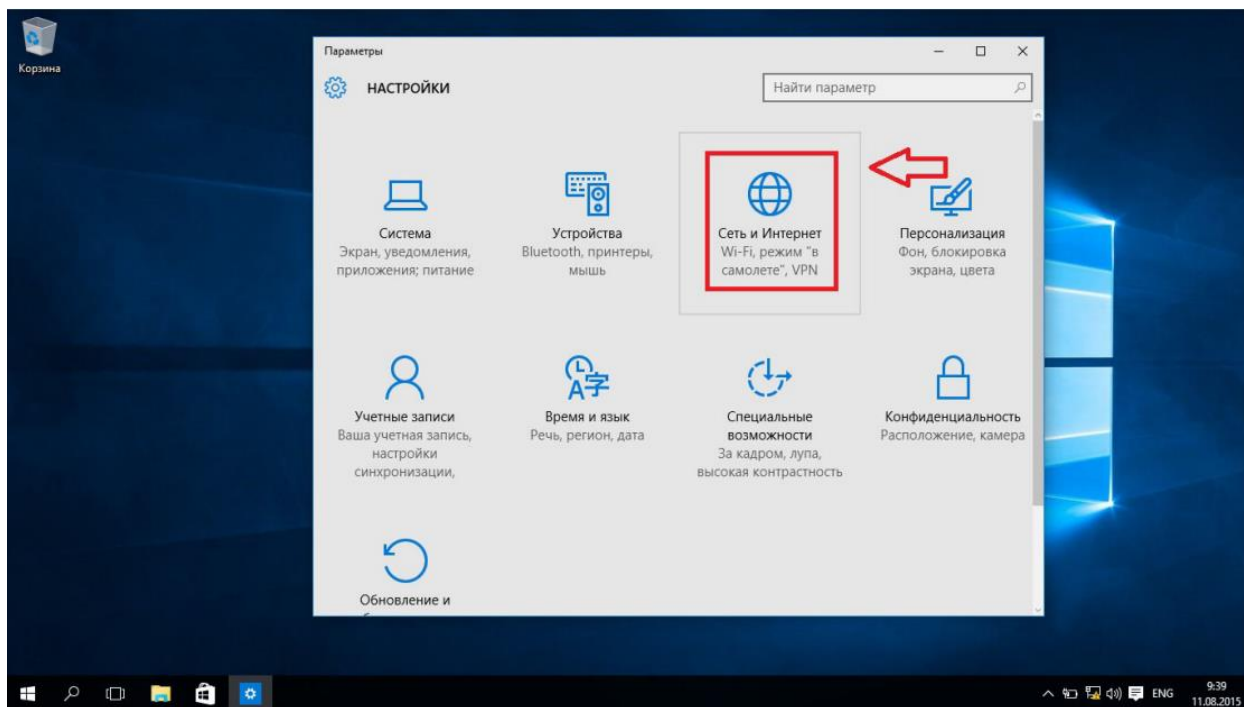 Корзина
Параметры
НАСТРОЙКИ
Найти параметр
Система
Экран, уведомления,
приложения; питание
Устройства
Bluetooth, принтеры,
мышь
Сеть и Интернет
Wi-Fi, режим "в
самолете", VPN
Персонализация
Фон, блокировка
экрана, цвета
Учетные записи
Ваша учетная запись,
настройки
синхронизации,
Время и язык
Речь, регион, дата
Специальные
возможности
За кадром, лупа,
высокая контрастность
Конфиденциальность
Расположение, камера
Обновление и
ENG
9:39
11.08.2015